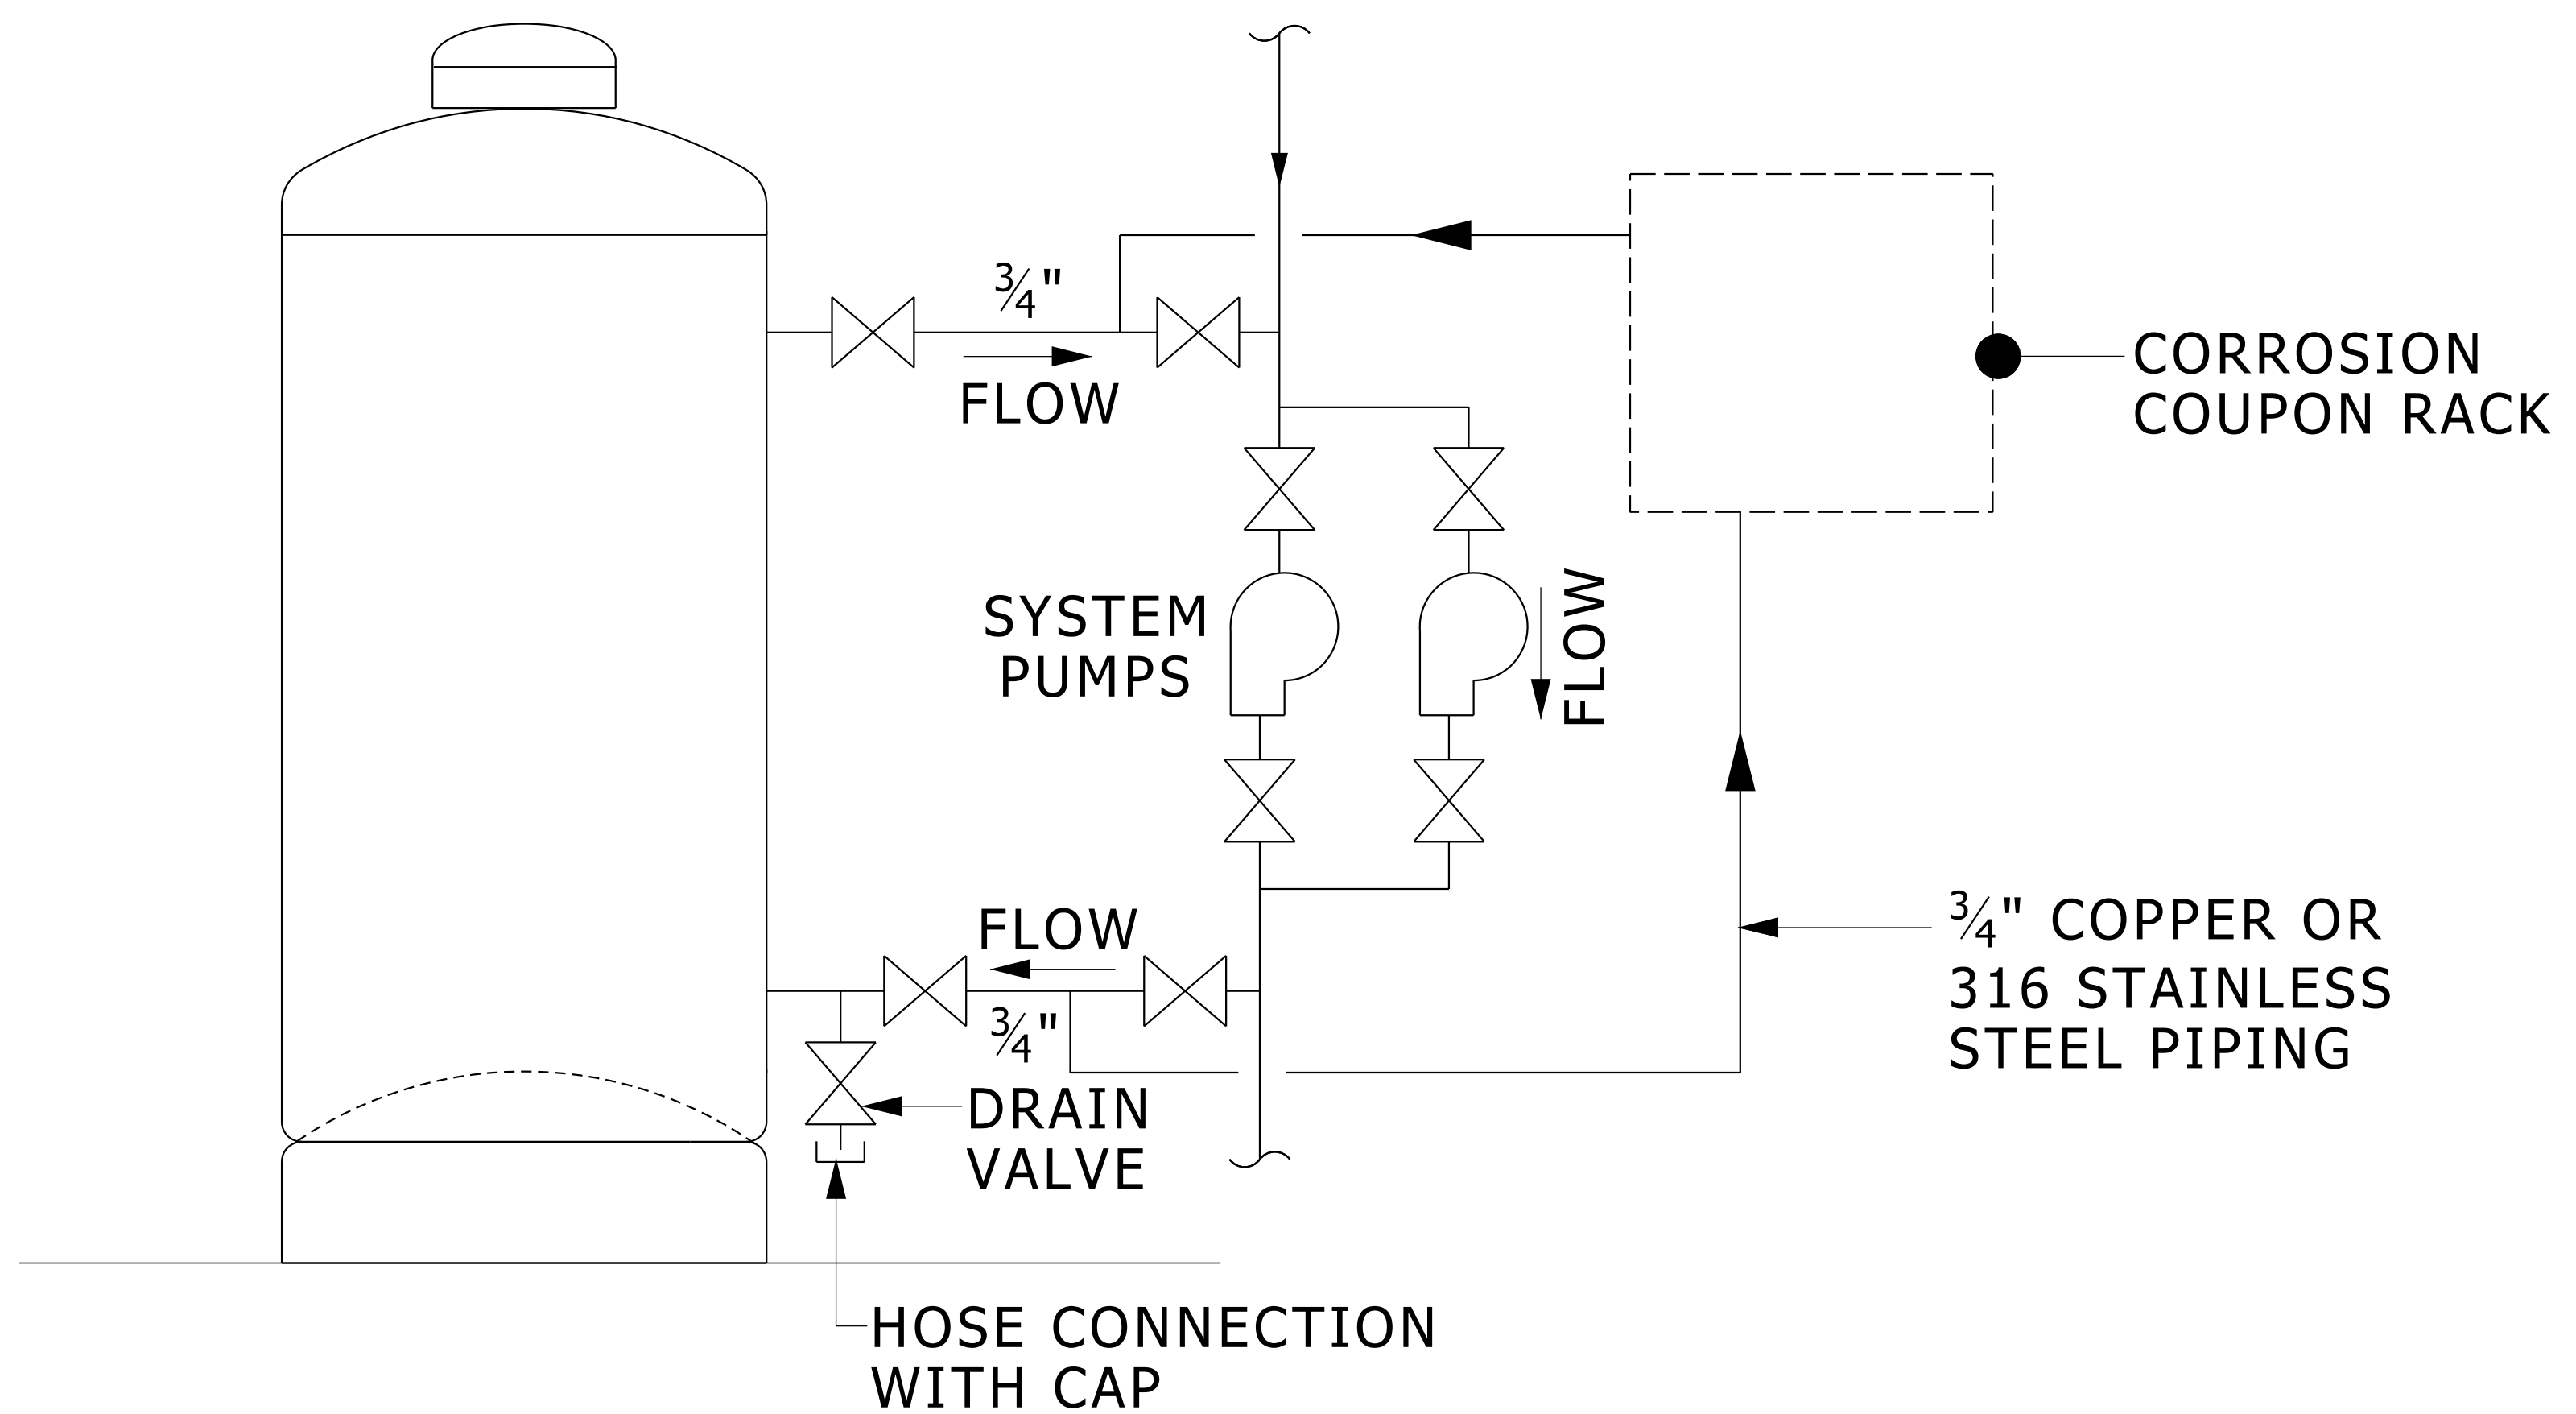 3/4"
FLOW
CORROSION
COUPON RACK
SYSTEM
PUMPS
FLOW
FLOW
3/4"
3/4" COPPER OR
316 STAINLESS
STEEL PIPING
DRAIN
VALVE
HOSE CONNECTION
WITH CAP